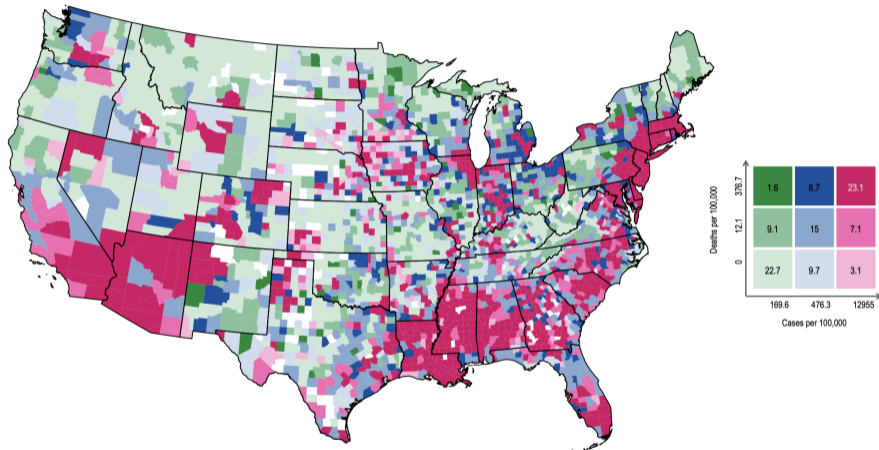 376.7
1.6 8.7 23.1
Deaths per 100,000
12.1
9.1 15 7.1
0
22.7 9.7 3.1
169.6 476.3 12955
Cases per 100,000